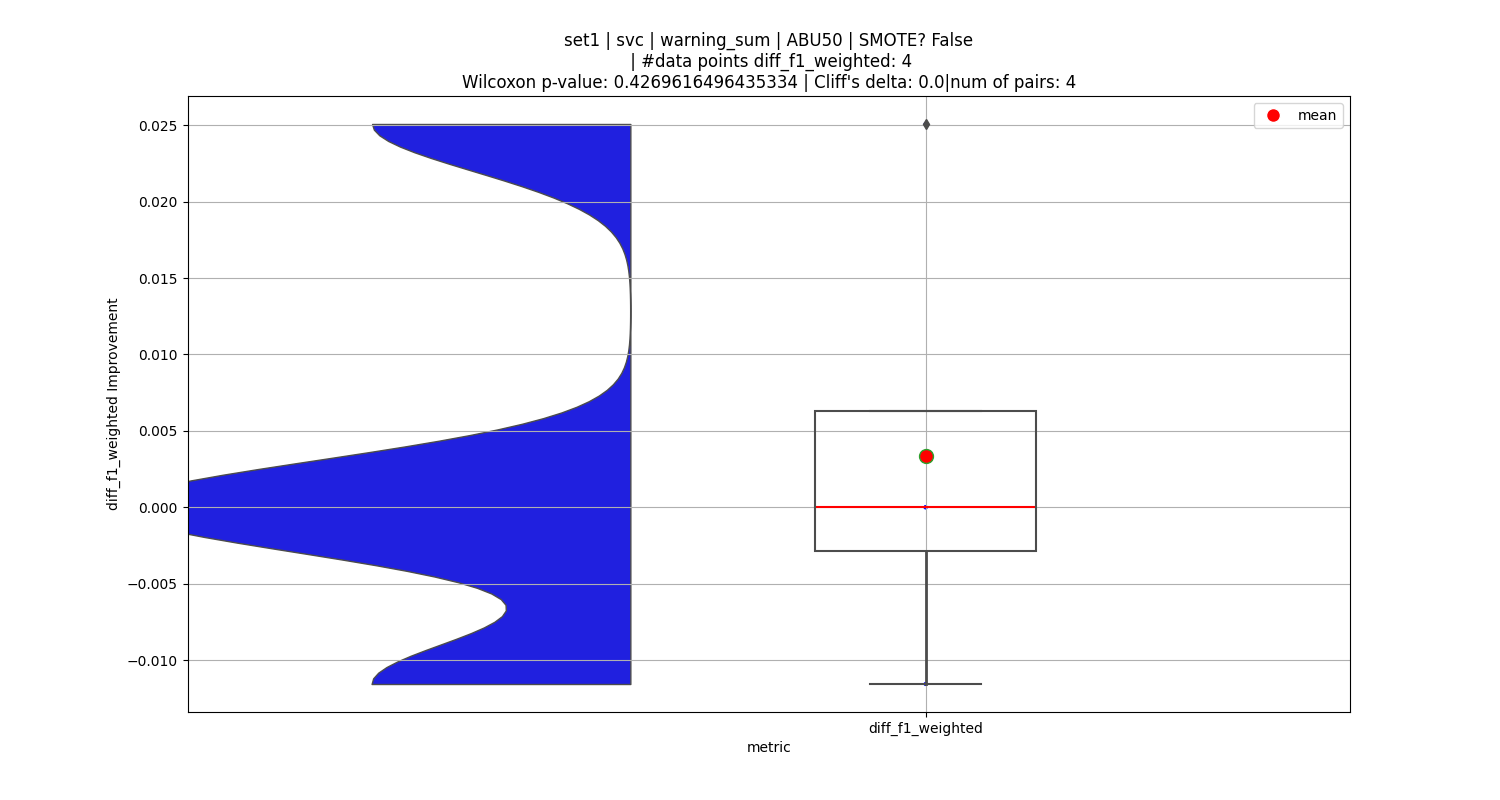 set1 | svc | warning_sum | ABU50 | SMOTE? False
| #data points diff_f1_weighted: 4
Wilcoxon p-value: 0.4269616496435334 | Cliff's delta: 0.0|num of pairs: 4
mean
0.025
0.020
0.015
0.010
0.005
0.000
−0.005
−0.010
diff_f1_weighted Improvement
diff_f1_weighted
metric